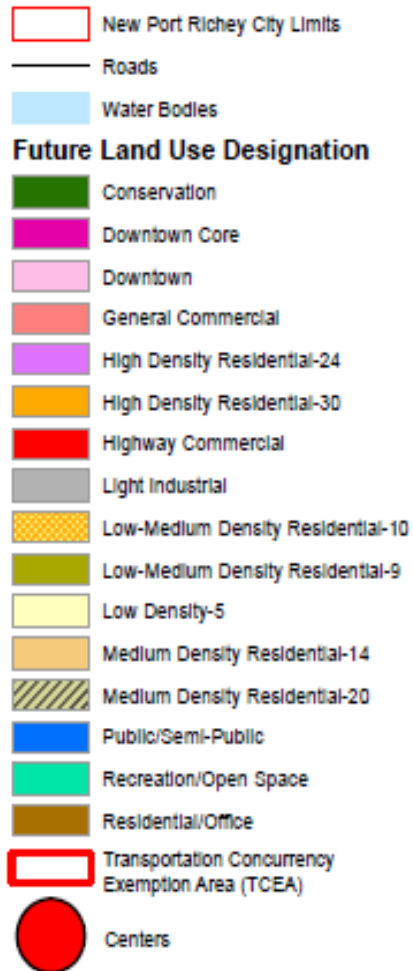 New Port Richey City Limits
Roads
Water Bodies
Future Land Use Designation
Conservation
Downtown Core
Downtown
General Commercial
High Density Residential-24
High Density Residential-30
Highway Commercial
Light Industrial
Low-Medium Density Residential-10
Low-Medium Density Residential-9
Low Density-5
Medium Density Residential-14
Medium Density Residential-20
Public/Semi-Public
Recreation/Open Space
Residential/Office
Transportation Concurrency
Exemption Area (TCEA)
Centers